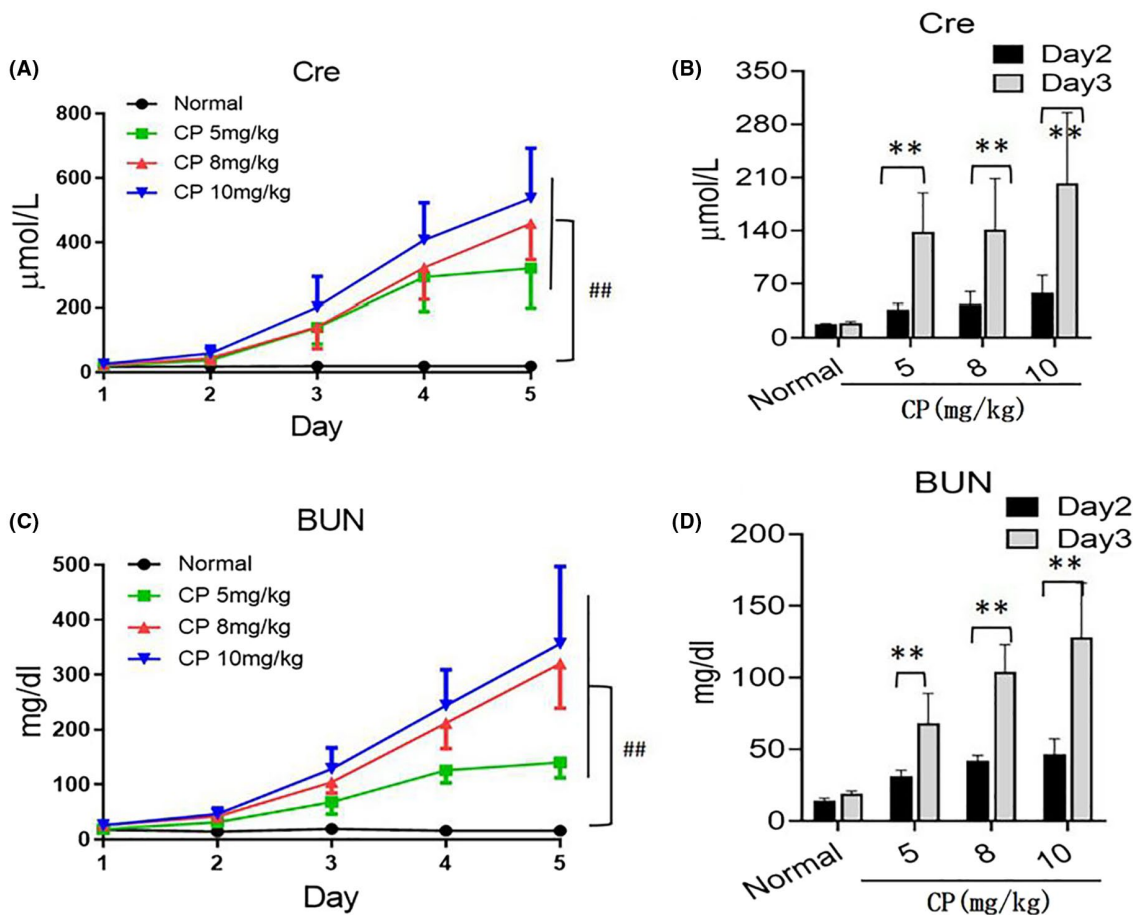 (A)
Cre
Normal
CP 5mg/kg
CP 8mg/kg
CP 10mg/kg
800
600
400
200
0
μmol/L
1 2 3 4 5
Day
##
(B)
Cre
Day2
Day3
350
280
210
140
70
0
μmol/L
** ** **
Normal 5 8 10
CP(mg/kg)
(C)
BUN
Normal
CP 5mg/kg
CP 8mg/kg
CP 10mg/kg
500
400
300
200
100
0
mg/dl
1 2 3 4 5
Day
##
(D)
BUN
Day2
Day3
200
150
100
50
0
mg/dl
** ** **
Normal 5 8 10
CP(mg/kg)